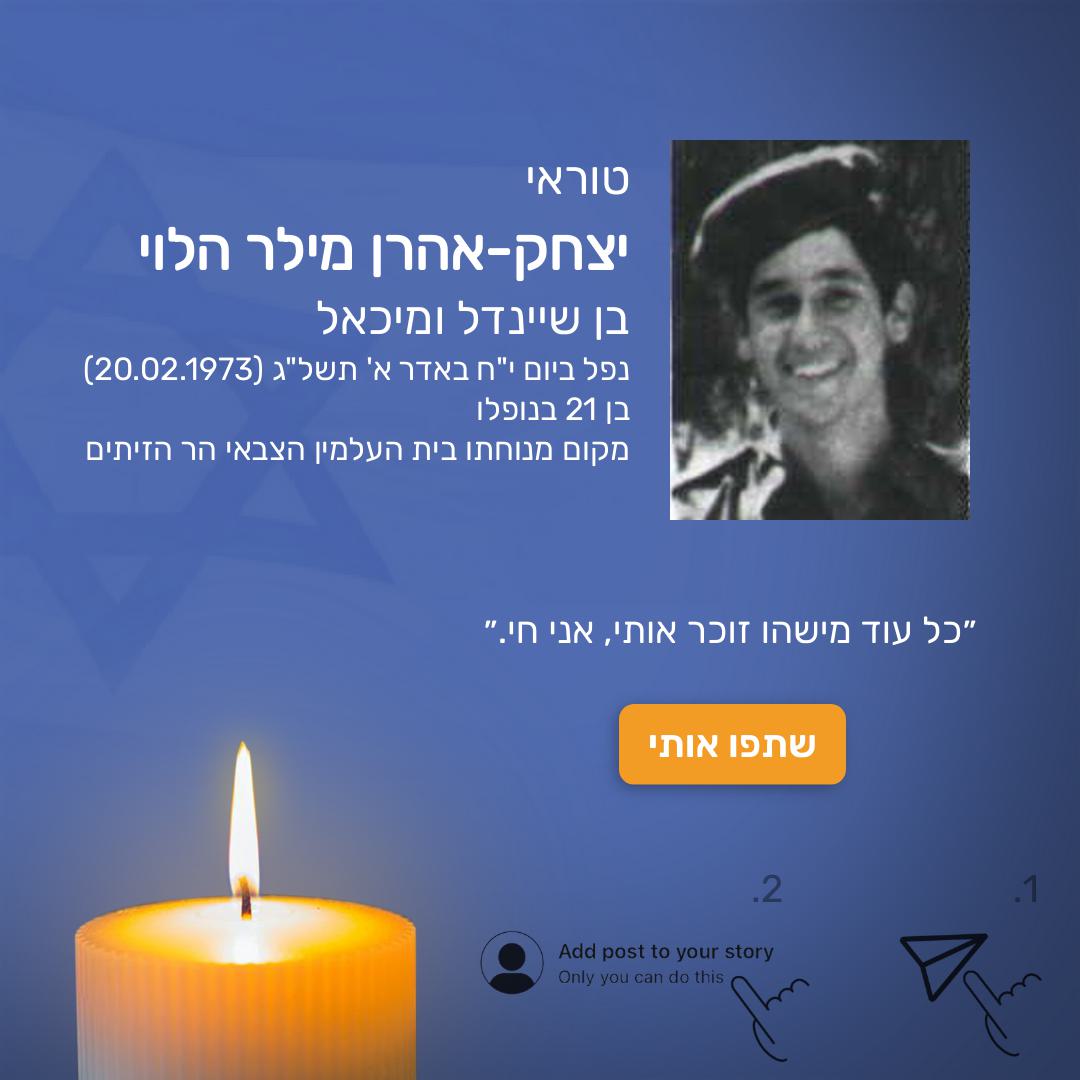 טוראי
יצחק-אהרן מילר הלוי
בן שיינדל ומיכאל
נפל ביום י"ח באדר א' תשל"ג (20.02.1973)
בן 21 בנופלו
מקום מנוחתו בית העלמין הצבאי הר הזיתים
״כל עוד מישהו זוכר אותי, אני חי.״
שתפו אותי
1.
2.
Add post to your story
Only you can do this